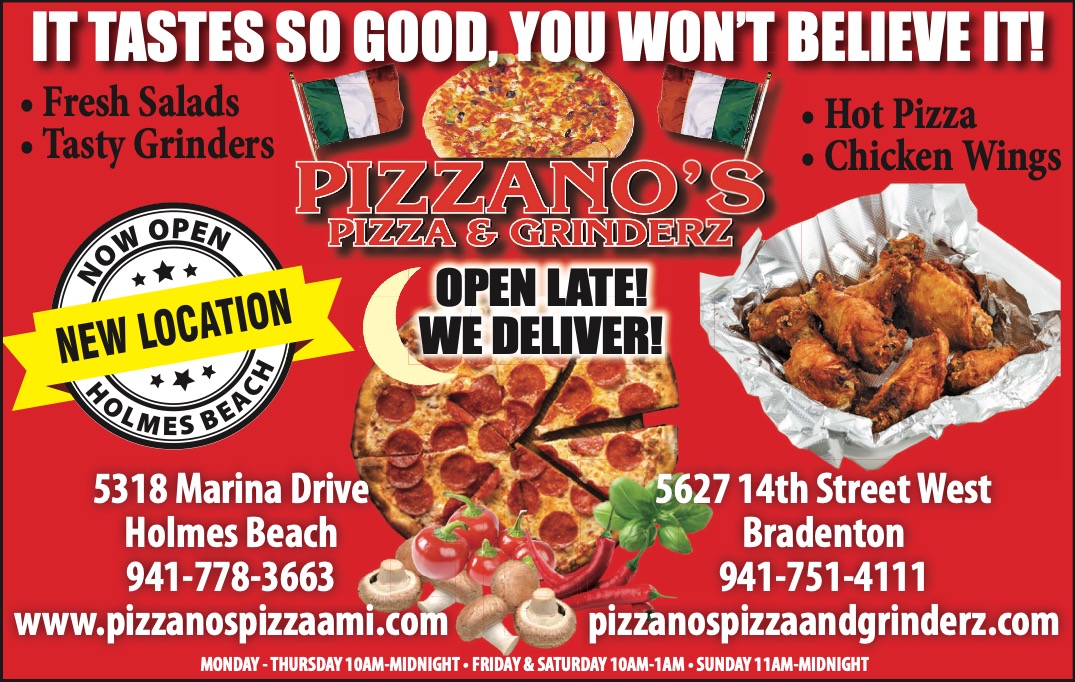 IT TASTES SO GOOD, YOU WON'T BELIEVE IT!
• Fresh Salads
• Tasty Grinders
• Hot Pizza
• Chicken Wings
PIZZANO'S
PIZZA & GRINDERZ
NOW OPEN
NEW LOCATION
HOLMES BEACH
OPEN LATE!
WE DELIVER!
5318 Marina Drive
Holmes Beach
941-778-3663
www.pizzanospizzaami.com
5627 14th Street West
Bradenton
941-751-4111
pizzanospizzaandgrinderz.com
MONDAY - THURSDAY 10AM-MIDNIGHT • FRIDAY & SATURDAY 10AM-1AM • SUNDAY 11AM-MIDNIGHT